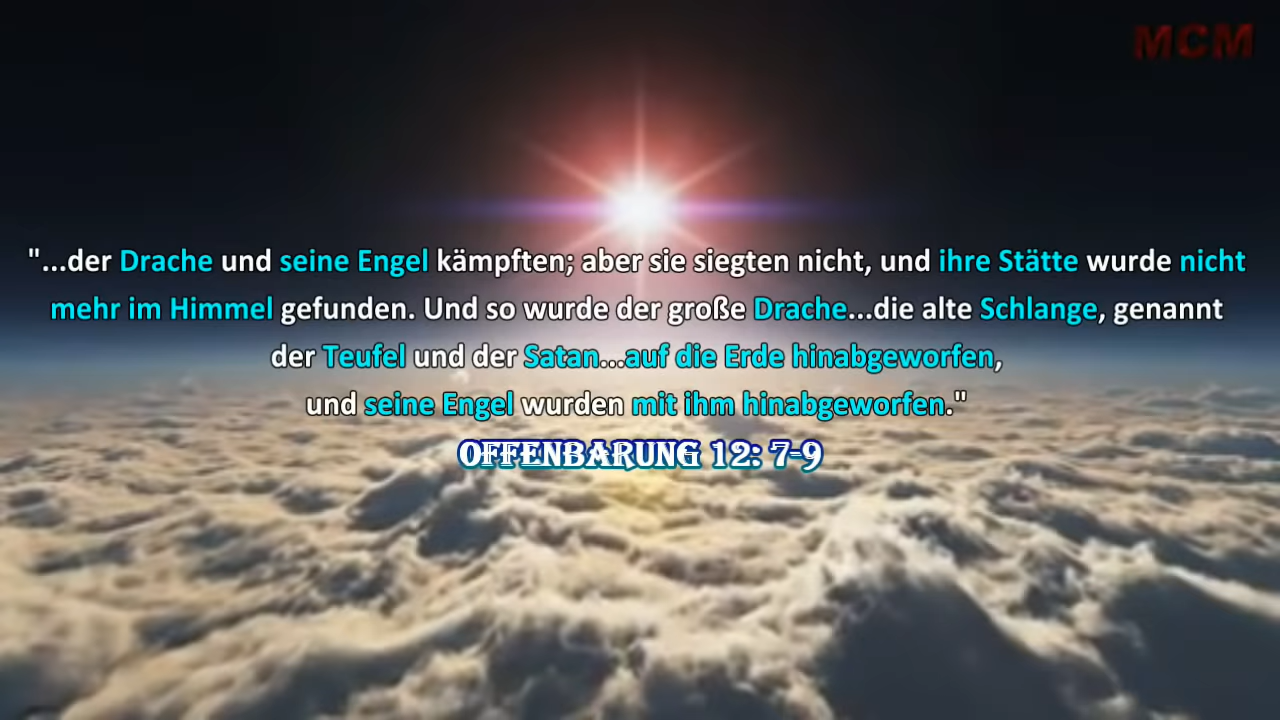 MCM
"...der Drache und seine Engel kämpften; aber sie siegten nicht, und ihre Stätte wurde nicht
mehr im Himmel gefunden. Und so wurde der große Drache...die alte Schlange, genannt
der Teufel und der Satan...auf die Erde hinabgeworfen,
und seine Engel wurden mit ihm hinabgeworfen."
OFFENBARUNG 12: 7-9